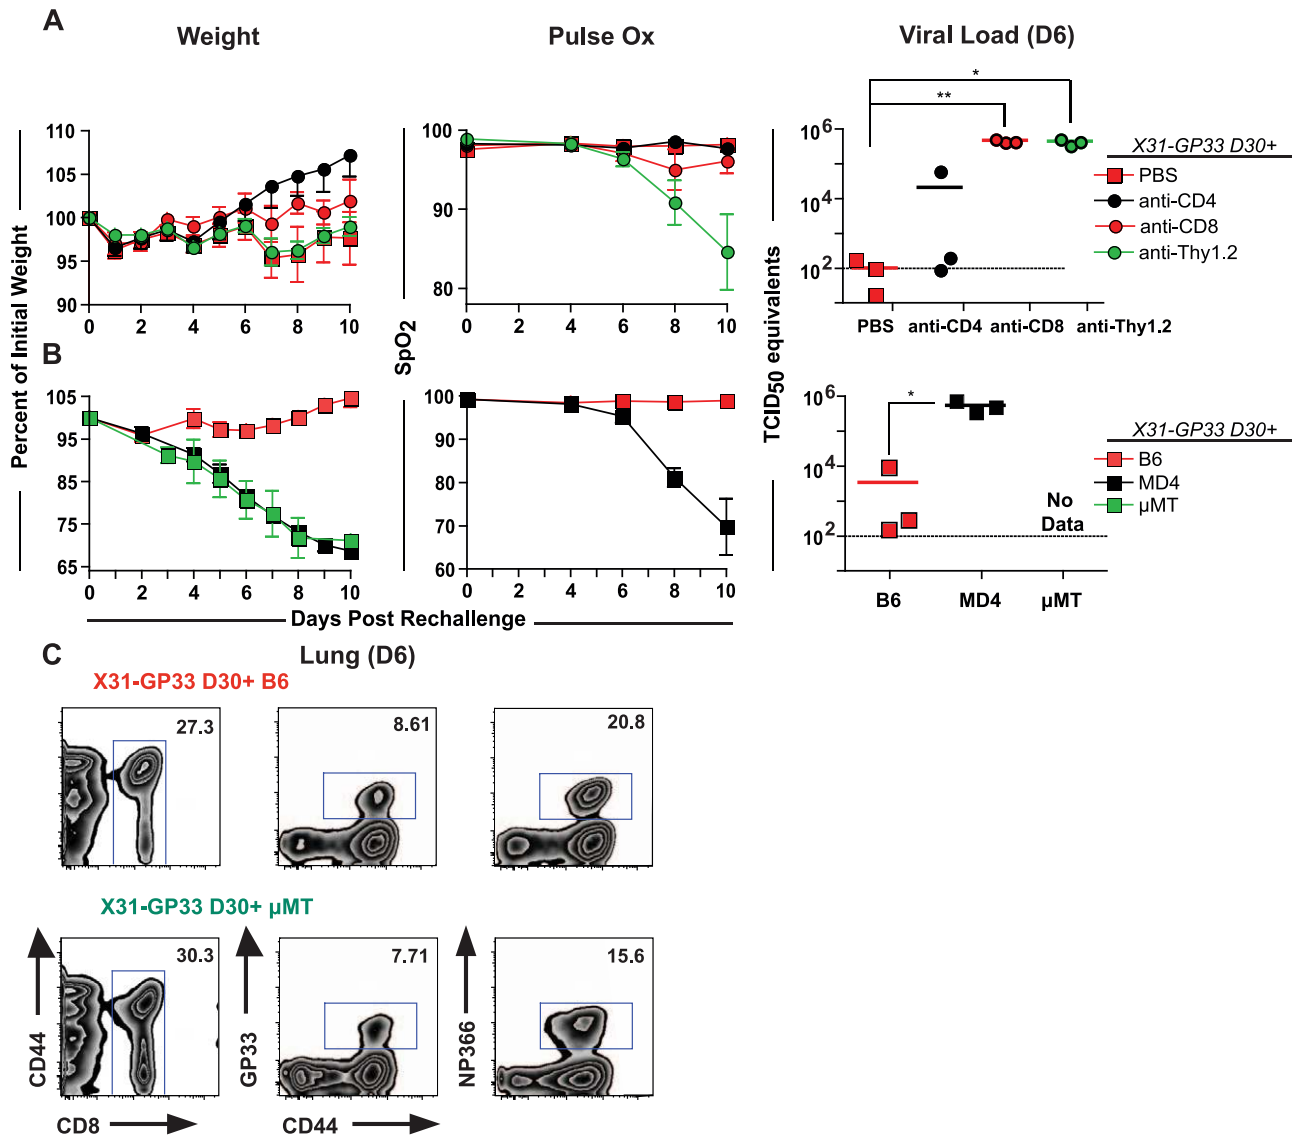 A
Weight
Pulse Ox
Viral Load (D6)
Percent of Initial Weight
110
105
100
95
90
0 2 4 6 8 10
SpO2
100
90
80
0 2 4 6 8 10
TCID50 equivalents
*
**
10^6
10^4
10^2
PBS anti-CD4 anti-CD8 anti-Thy1.2
X31-GP33 D30+
PBS
anti-CD4
anti-CD8
anti-Thy1.2
B
105
95
85
75
65
0 2 4 6 8 10
100
90
80
70
60
0 2 4 6 8 10
Days Post Rechallenge
*
10^6
10^4
10^2
No
Data
B6 MD4 µMT
X31-GP33 D30+
B6
MD4
µMT
C
Lung (D6)
X31-GP33 D30+ B6
27.3
8.61
20.8
X31-GP33 D30+ µMT
30.3
7.71
15.6
CD44
GP33
NP366
CD8
CD44